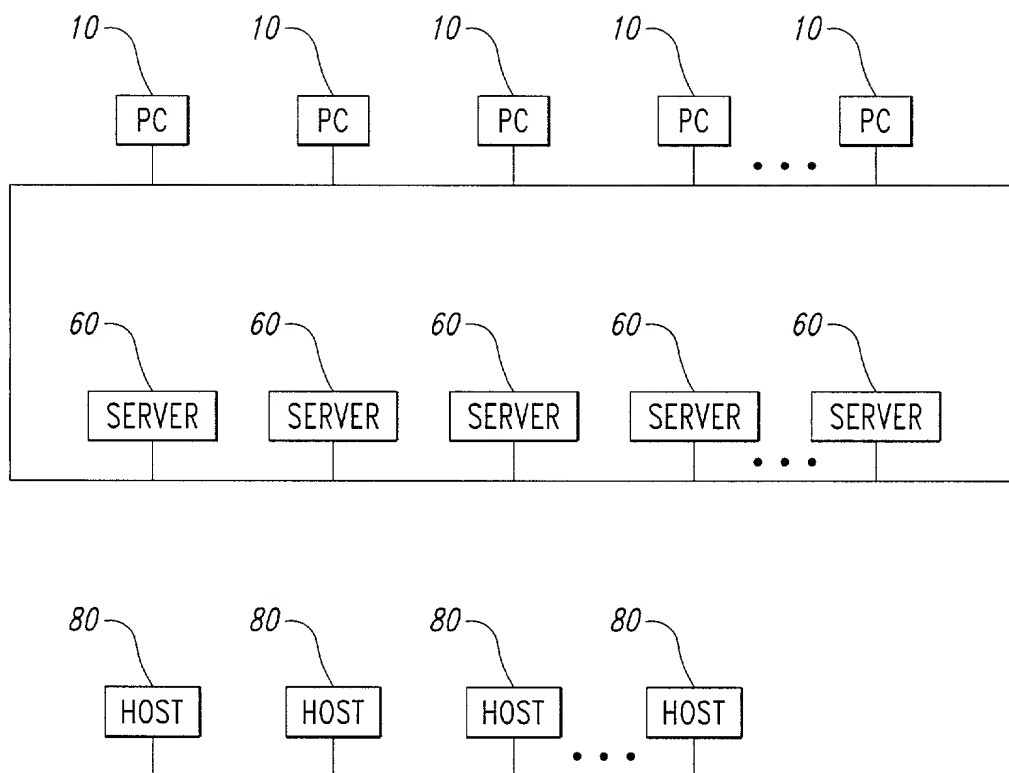 10 10 10 10 10
PC PC PC PC PC
60 60 60 60 60
SERVER SERVER SERVER SERVER SERVER
80 80 80 80
HOST HOST HOST HOST